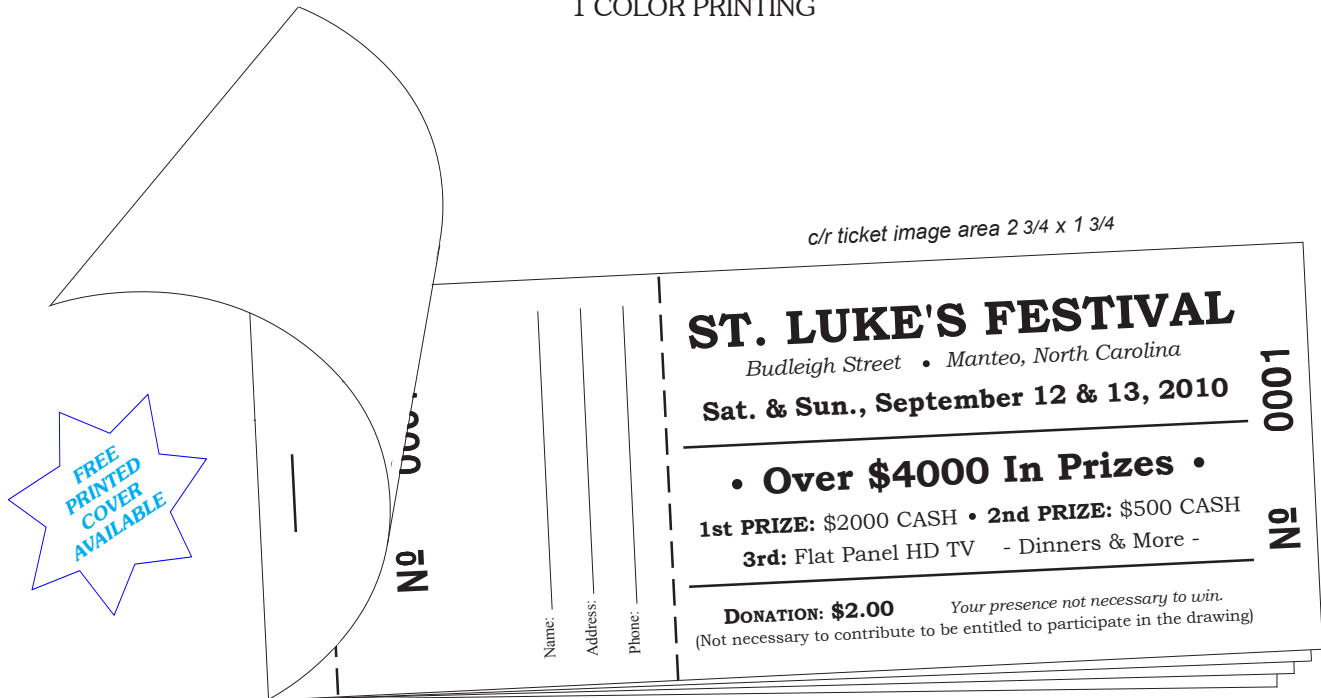 1 COLOR PRINTING
c/r ticket image area 2 3/4 x 1 3/4
FREE
PRINTED
COVER
AVAILABLE
Nº
Name:
Address:
Phone:
ST. LUKE'S FESTIVAL
Budleigh Street • Manteo, North Carolina
Sat. & Sun., September 12 & 13, 2010
• Over $4000 In Prizes •
1st PRIZE: $2000 CASH • 2nd PRIZE: $500 CASH
3rd: Flat Panel HD TV - Dinners & More -
DONATION: $2.00 Your presence not necessary to win.
(Not necessary to contribute to be entitled to participate in the drawing)
Nº 0001